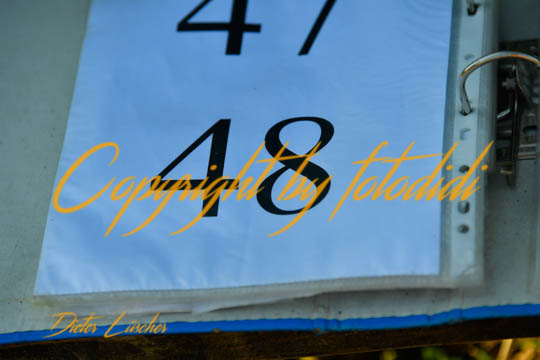 47
48
Copyright by fotodidi
Dieter Lüscher